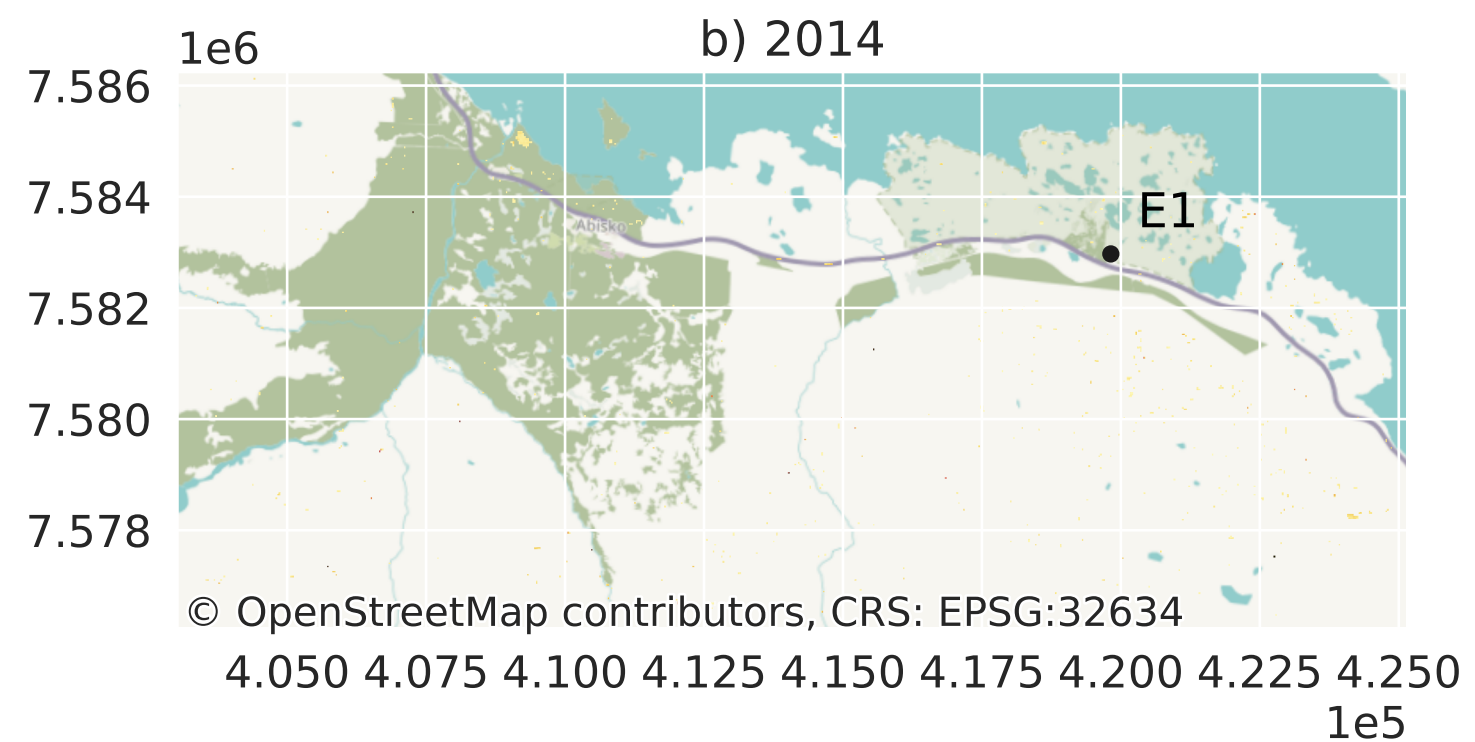 b) 2014
1e6
7.586
7.584
7.582
7.580
7.578
E1
Abisko
© OpenStreetMap contributors, CRS: EPSG:32634
4.050 4.075 4.100 4.125 4.150 4.175 4.200 4.225 4.250
1e5